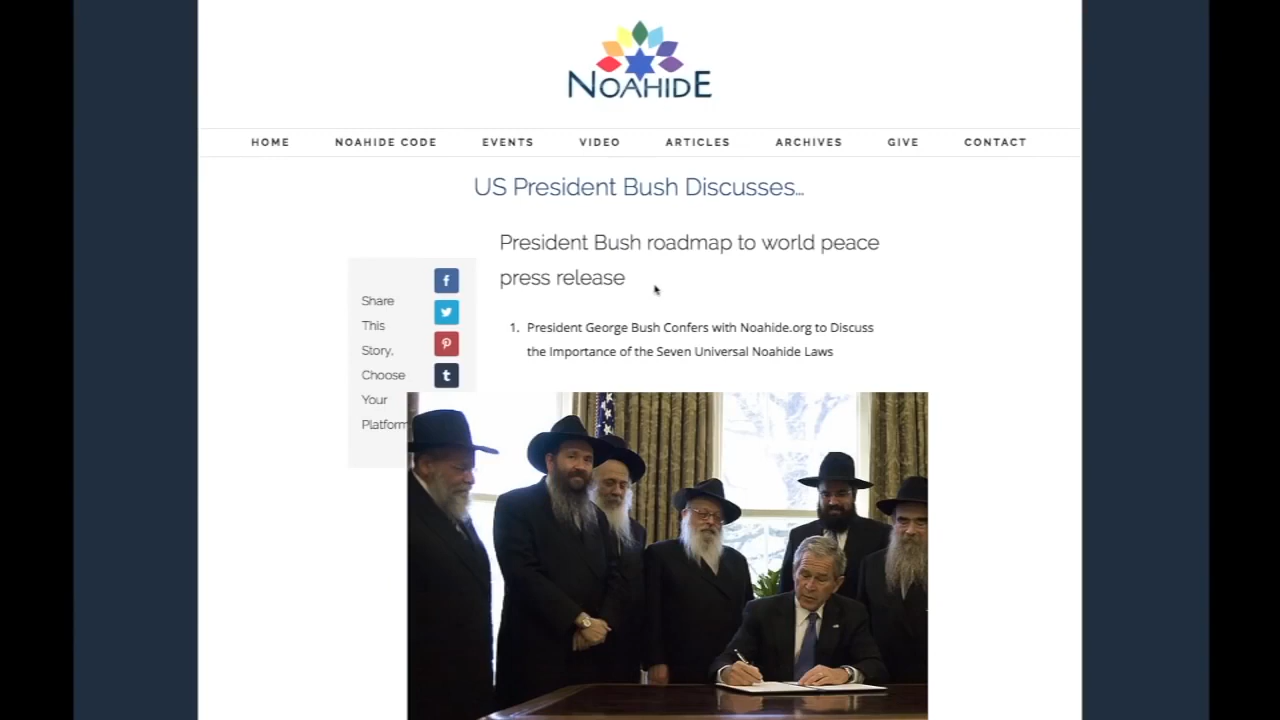 NOAHIDE
HOME NOAHIDE CODE EVENTS VIDEO ARTICLES ARCHIVES GIVE CONTACT
US President Bush Discusses...
President Bush roadmap to world peace
press release
Share
This
Story,
Choose
Your
Platform
f
t
1. President George Bush Confers with Noahide.org to Discuss
the Importance of the Seven Universal Noahide Laws